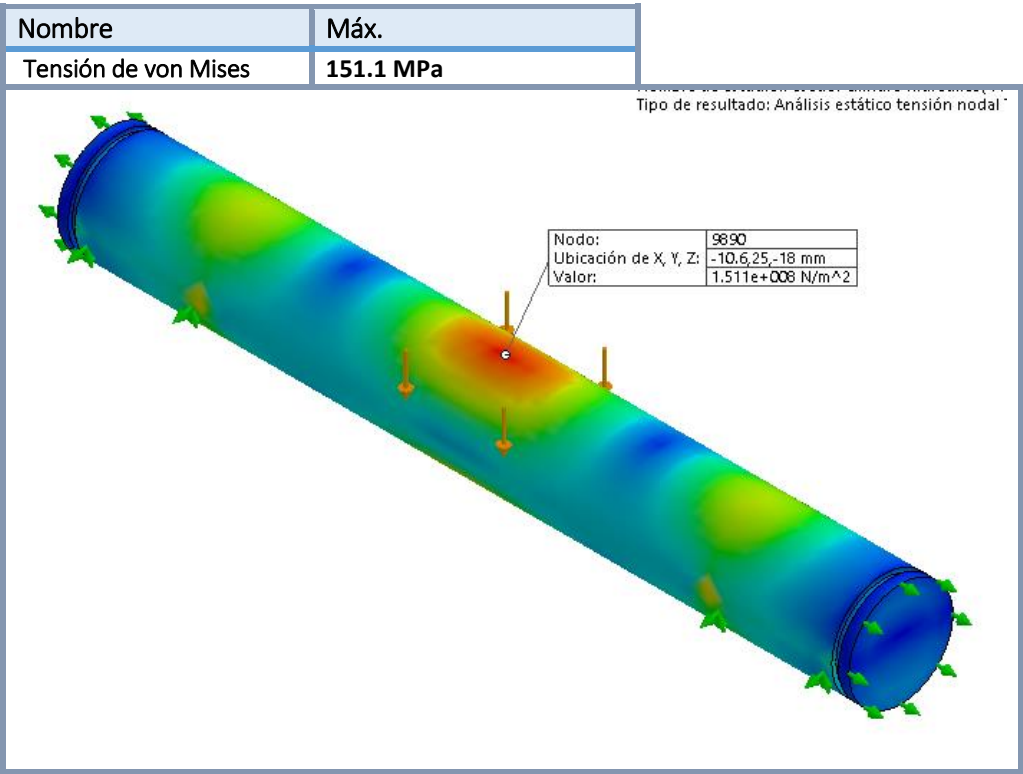 Nombre Máx.
Tensión de von Mises 151.1 MPa
Tipo de resultado: Análisis estático tensión nodal
Nodo: 9890
Ubicación de X, Y, Z: -10.6,25,-18 mm
Valor: 1.511e+008 N/m^2